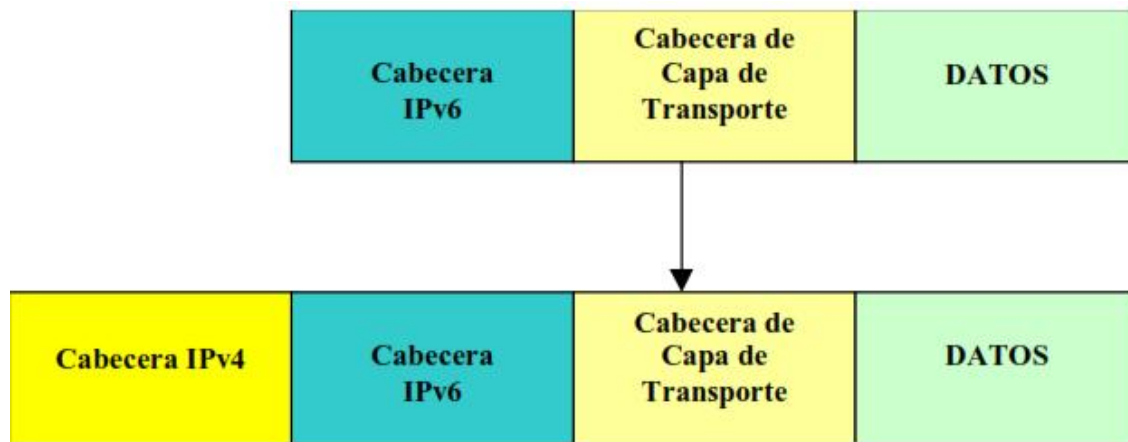 Cabecera
IPv6
Cabecera de
Capa de
Transporte
DATOS
Cabecera IPv4
Cabecera
IPv6
Cabecera de
Capa de
Transporte
DATOS